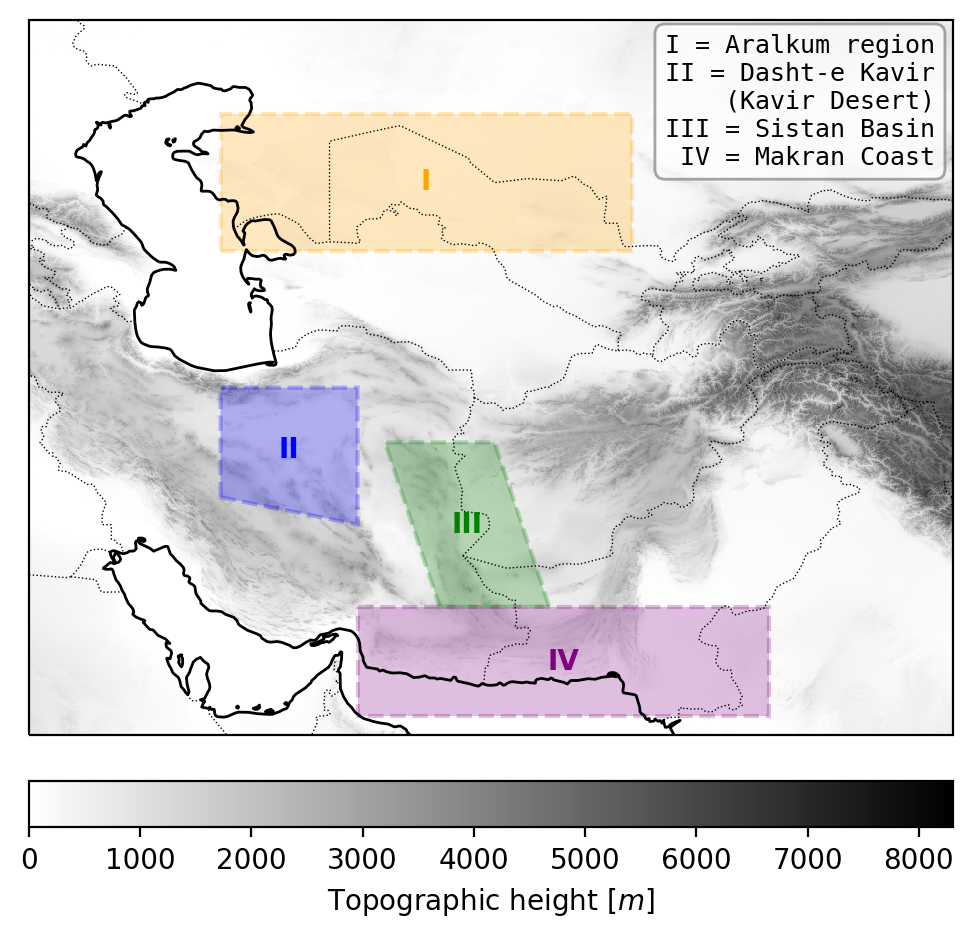 I = Aralkum region
II = Dasht-e Kavir
(Kavir Desert)
III = Sistan Basin
IV = Makran Coast
I
II
III
IV
0 1000 2000 3000 4000 5000 6000 7000 8000
Topographic height [m]